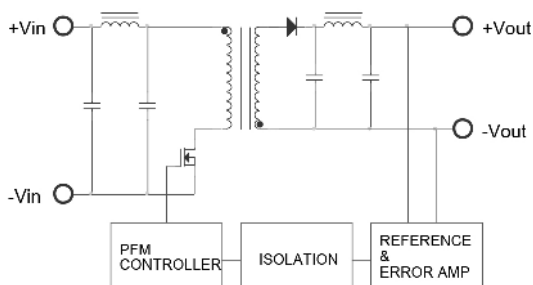 +Vin
+Vout
-Vout
-Vin
PFM
CONTROLLER
ISOLATION
REFERENCE
&
ERROR AMP